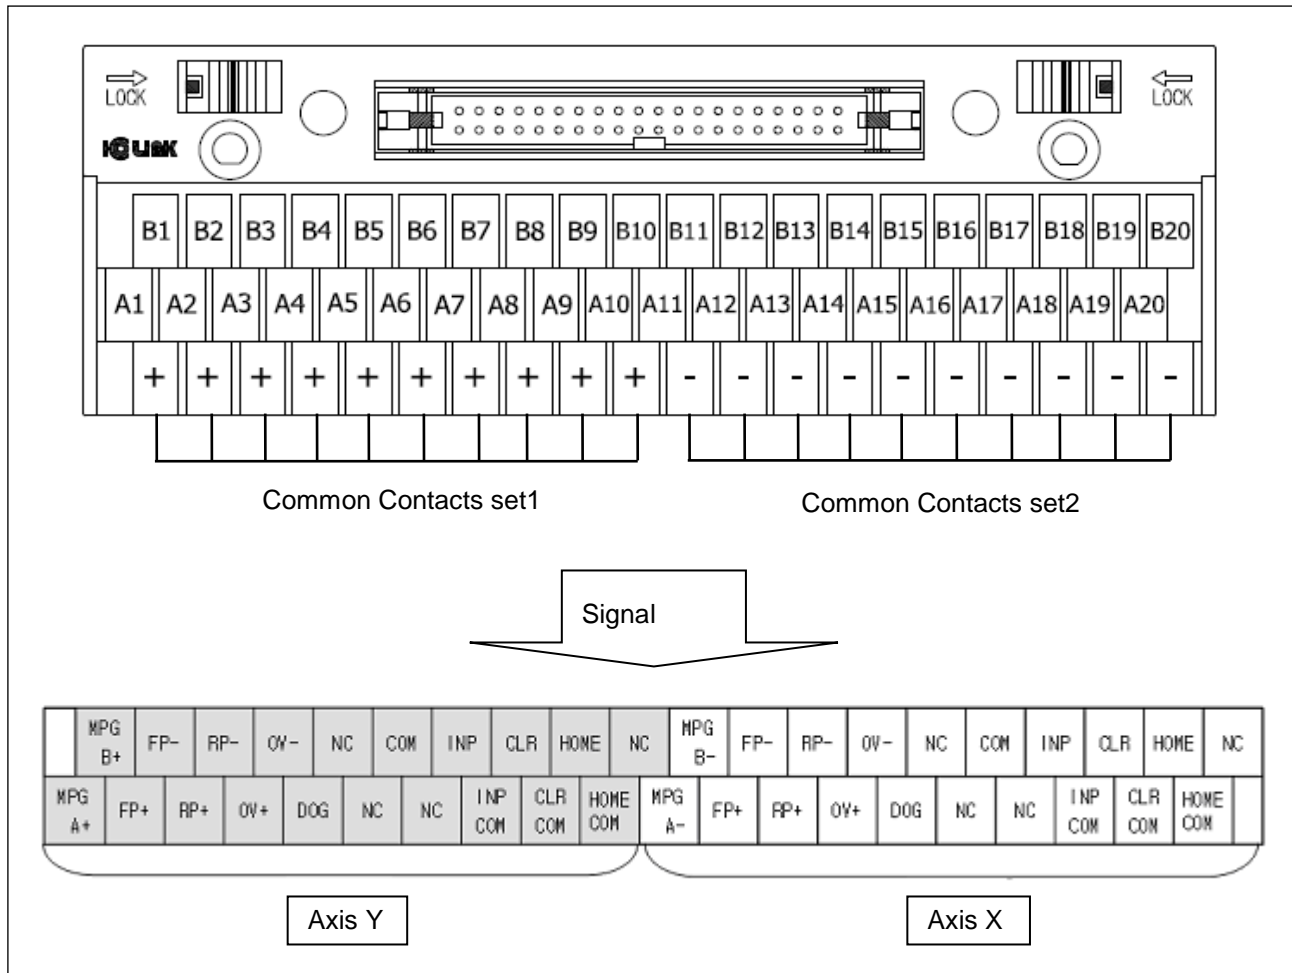 LOCK LOCK
IO LINK
B1 B2 B3 B4 B5 B6 B7 B8 B9 B10 B11 B12 B13 B14 B15 B16 B17 B18 B19 B20
A1 A2 A3 A4 A5 A6 A7 A8 A9 A10 A11 A12 A13 A14 A15 A16 A17 A18 A19 A20
+ + + + + + + + + + - - - - - - - - - -
Common Contacts set1 Common Contacts set2
Signal
MPG B+ FP- RP- OV- NC COM INP CLR HOME NC MPG B- FP- RP- OV- NC COM INP CLR HOME NC
MPG A+ FP+ RP+ OV+ DOG NC NC INP COM CLR COM HOME COM MPG A- FP+ RP+ OV+ DOG NC NC INP COM CLR COM HOME COM
Axis Y Axis X